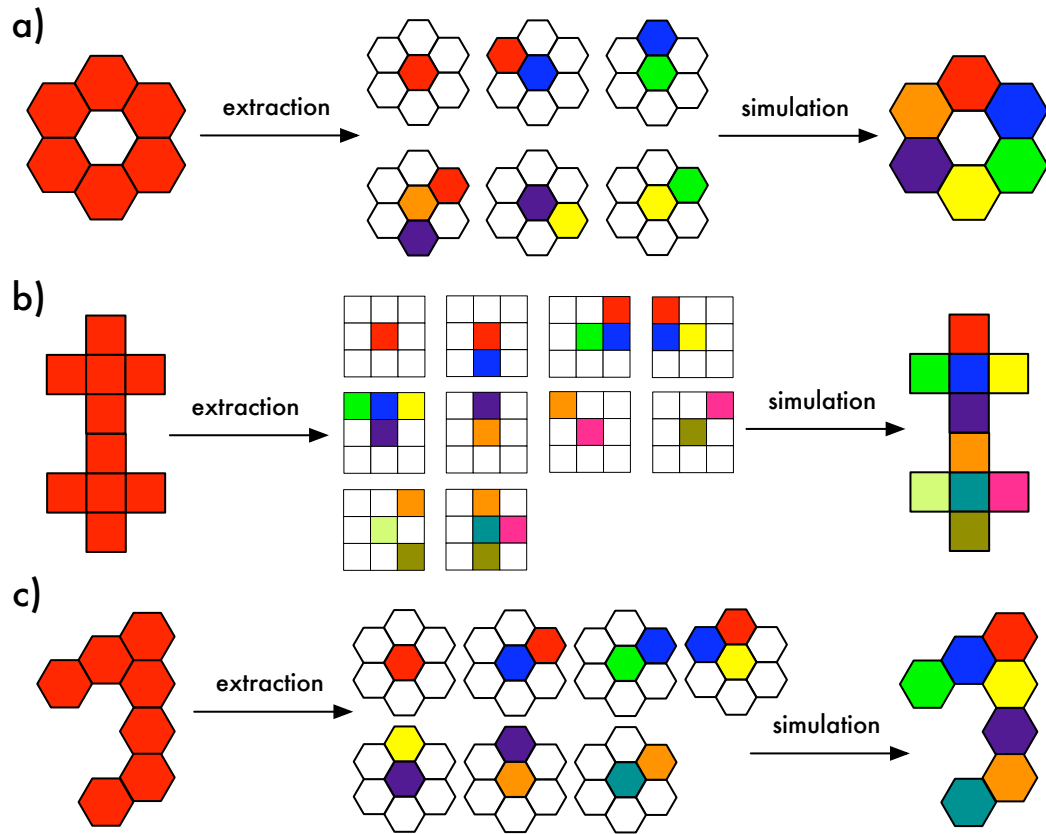 a)
extraction
simulation
b)
extraction
simulation
c)
extraction
simulation